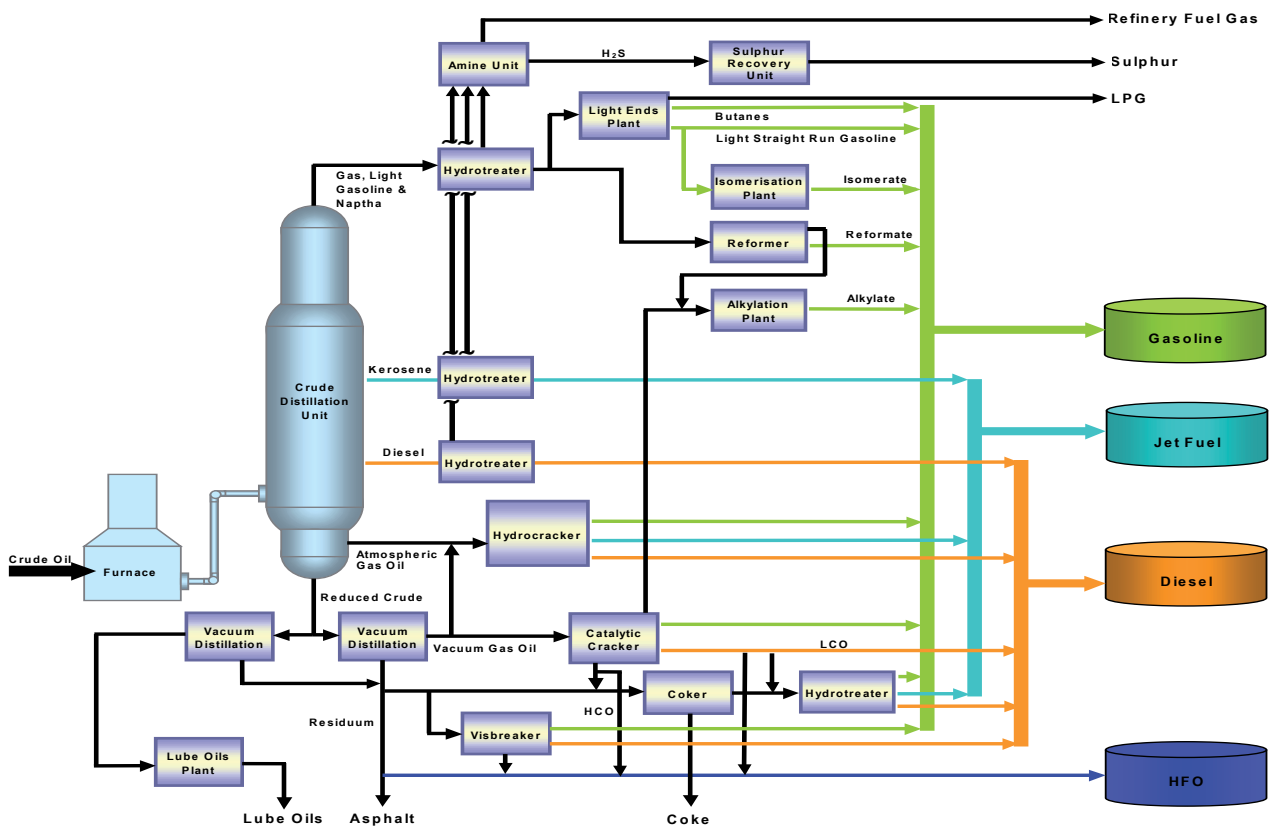 Refinery Fuel Gas
Amine Unit
H₂S
Sulphur
Recovery
Unit
Sulphur
LPG
Light Ends
Plant
Butanes
Light Straight Run Gasoline
Gas, Light
Gasoline &
Naptha
Hydrotreater
Isomerisation
Plant
Isomerate
Reformer
Reformate
Alkylation
Plant
Alkylate
Gasoline
Kerosene
Hydrotreater
Crude
Distillation
Unit
Jet Fuel
Diesel
Hydrotreater
Hydrocracker
Atmospheric
Gas Oil
Crude Oil
Furnace
Diesel
Reduced Crude
Vacuum
Distillation
Vacuum
Distillation
Vacuum Gas Oil
Catalytic
Cracker
LCO
Coker
Hydrotreater
HCO
Residuum
Visbreaker
Lube Oils
Plant
HFO
Lube Oils
Asphalt
Coke